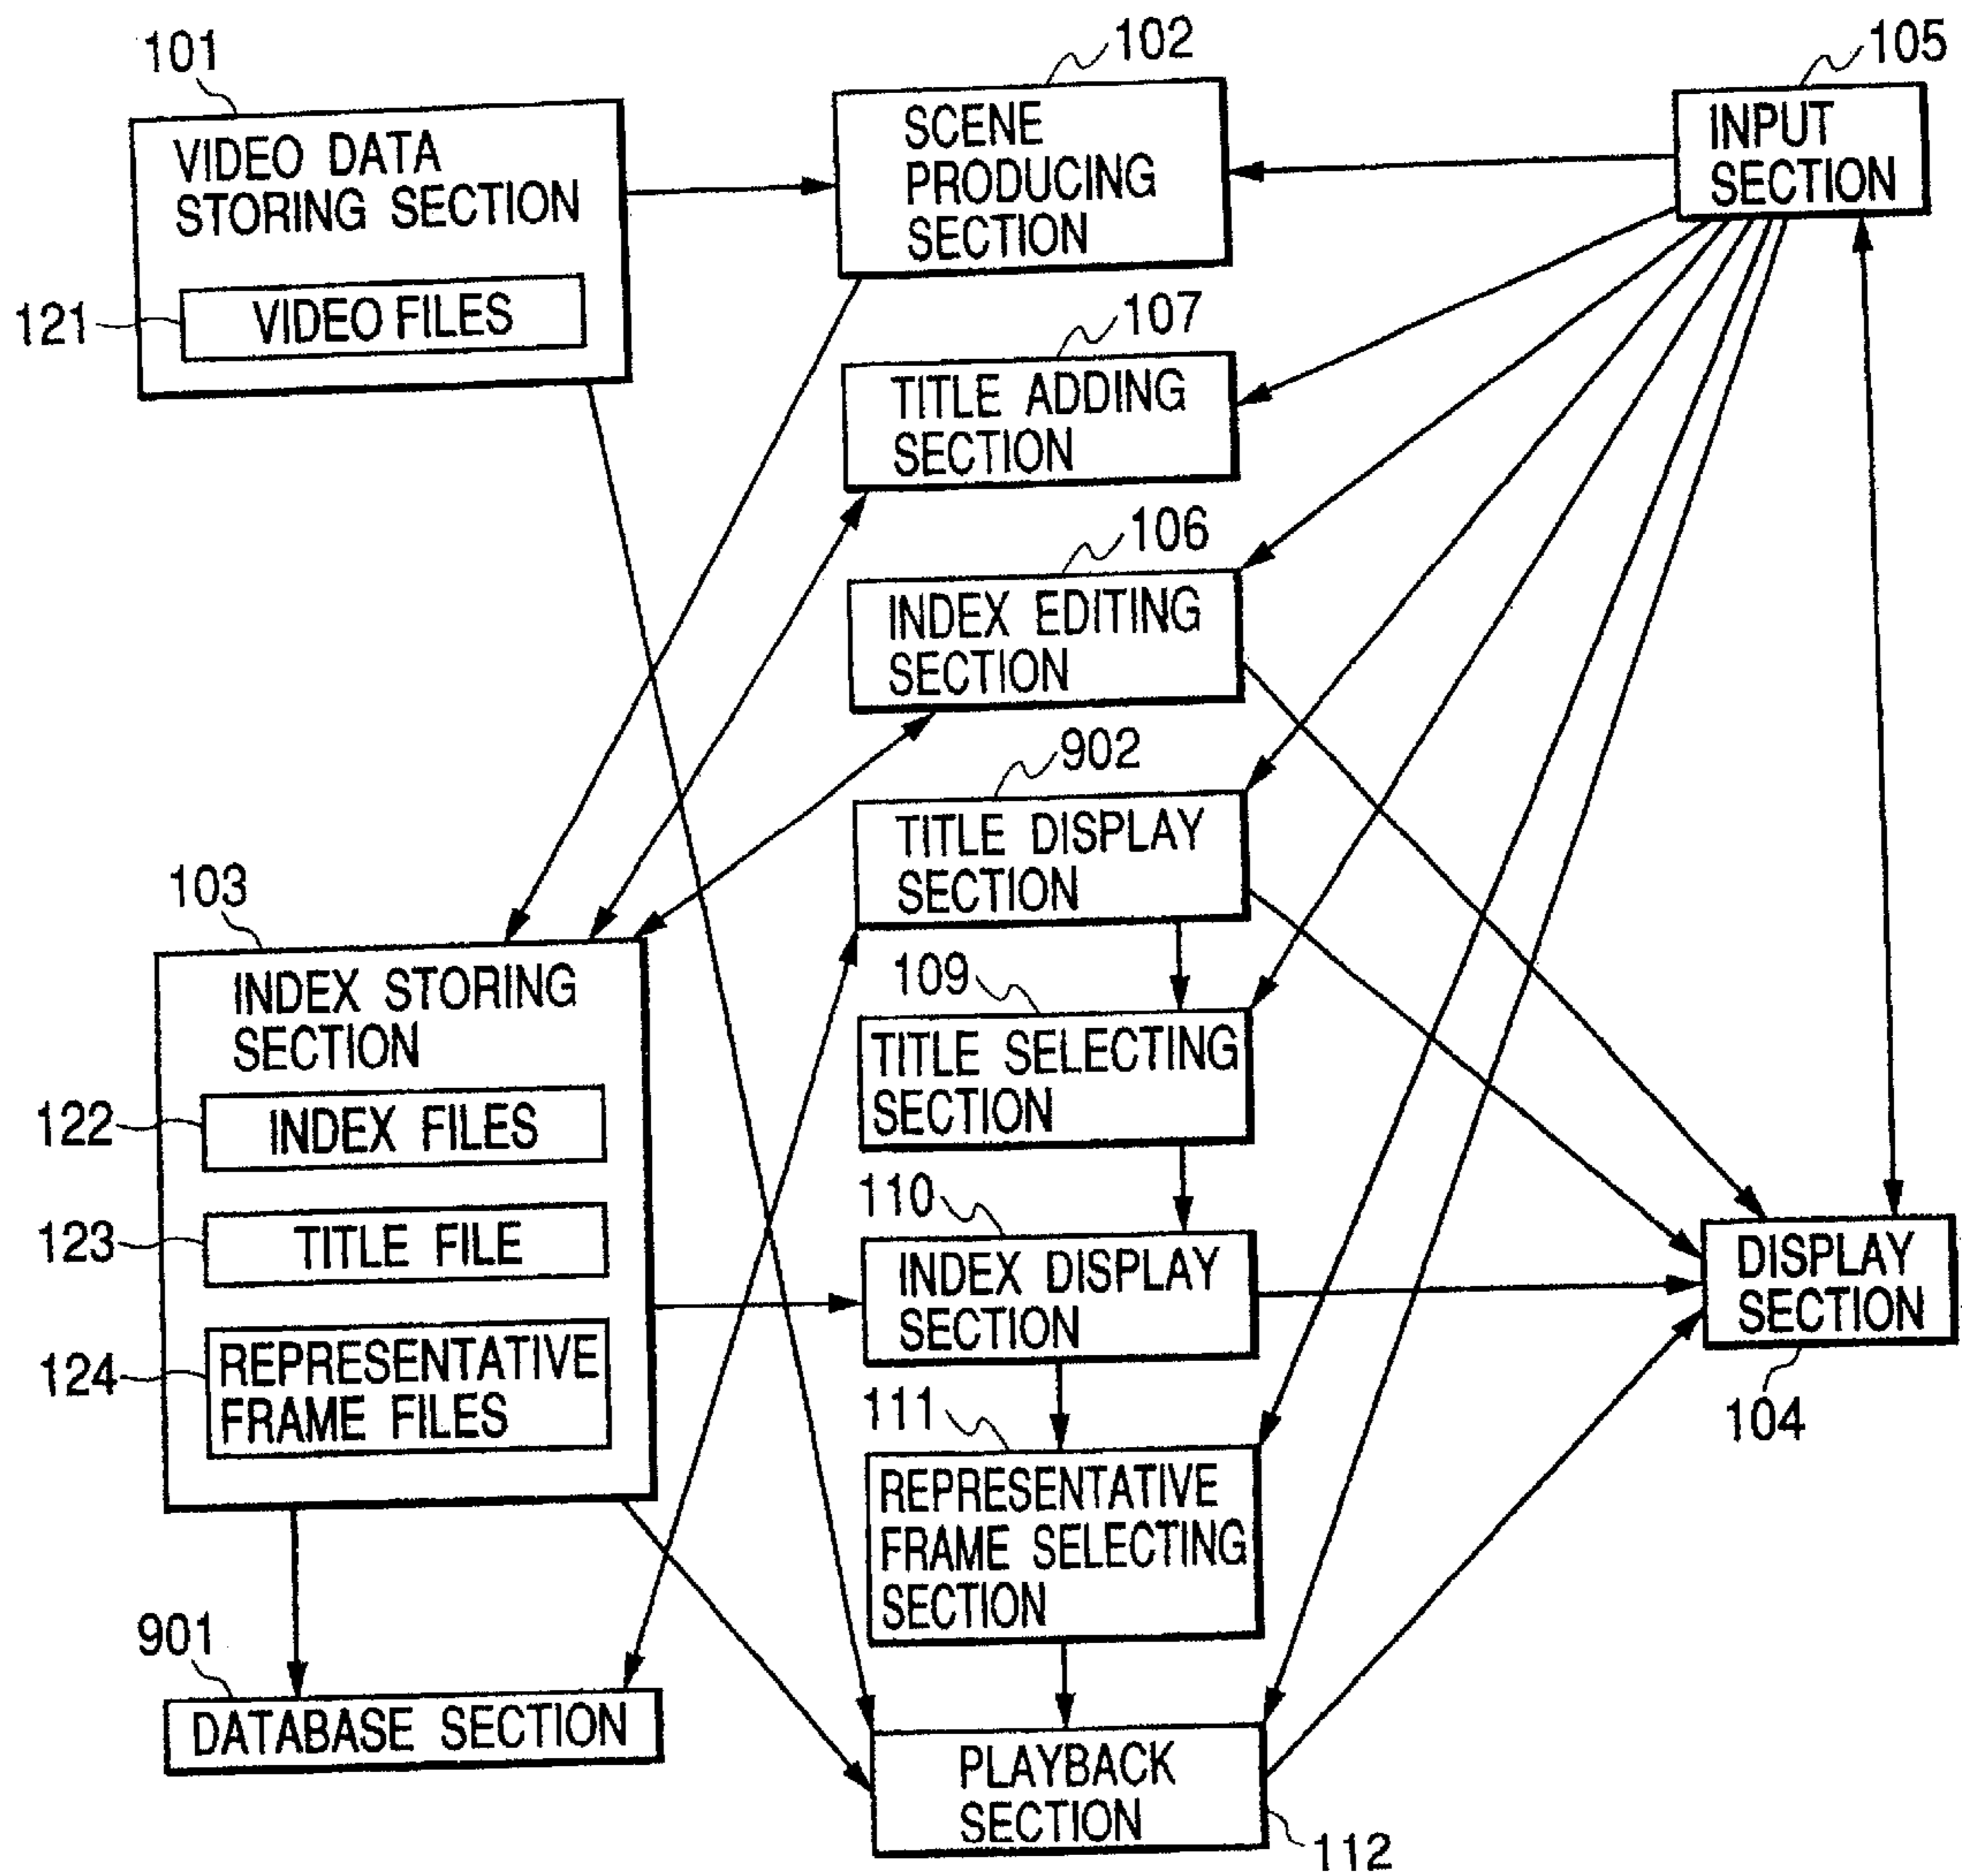 101
VIDEO DATA
STORING SECTION
121
VIDEO FILES
102
SCENE
PRODUCING
SECTION
105
INPUT
SECTION
107
TITLE ADDING
SECTION
106
INDEX EDITING
SECTION
902
TITLE DISPLAY
SECTION
103
INDEX STORING
SECTION
122
INDEX FILES
123
TITLE FILE
124
REPRESENTATIVE
FRAME FILES
109
TITLE SELECTING
SECTION
110
INDEX DISPLAY
SECTION
DISPLAY
SECTION
104
111
REPRESENTATIVE
FRAME SELECTING
SECTION
901
DATABASE SECTION
PLAYBACK
SECTION
112